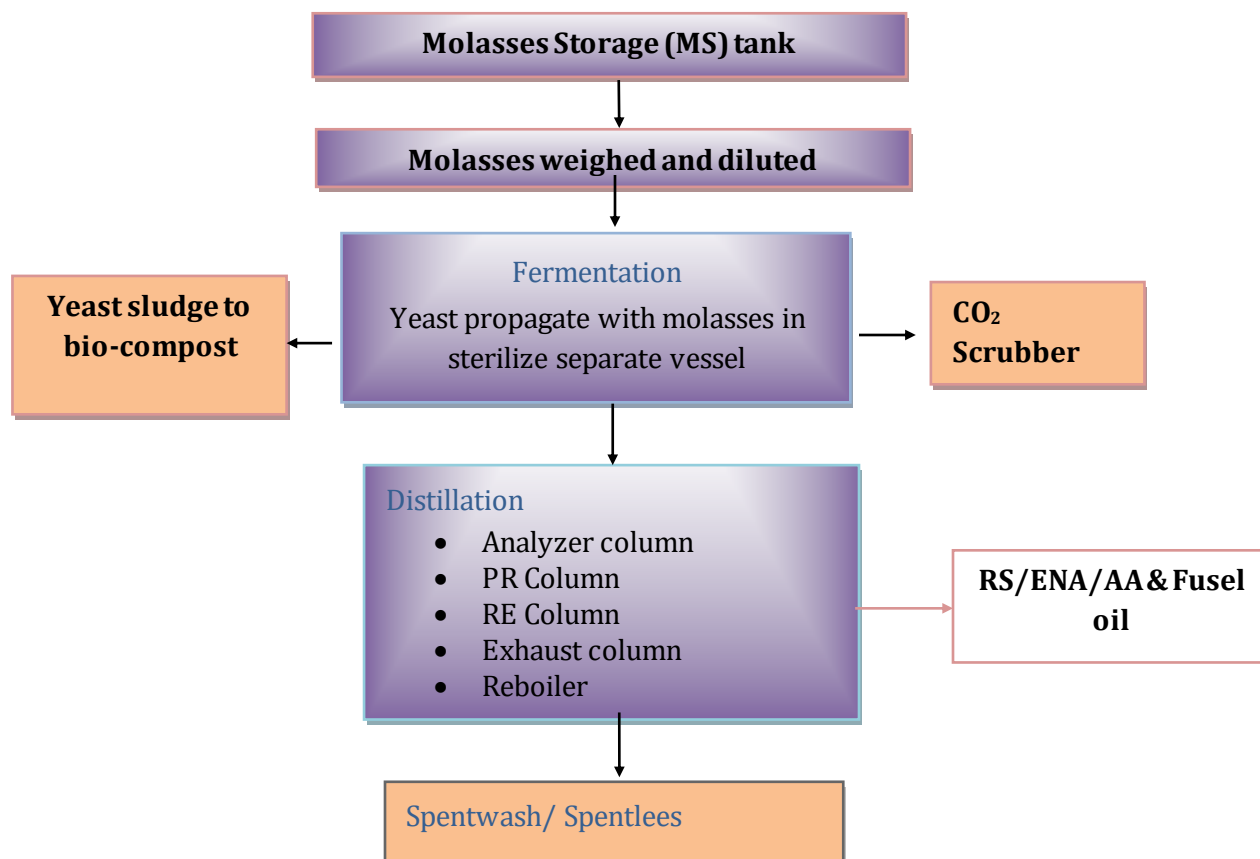 Molasses Storage (MS) tank
Molasses weighed and diluted
Fermentation
Yeast propagate with molasses in
sterilize separate vessel
Yeast sludge to
bio-compost
CO₂
Scrubber
Distillation
• Analyzer column
• PR Column
• RE Column
• Exhaust column
• Reboiler
RS/ENA/AA & Fusel
oil
Spentwash/ Spentlees